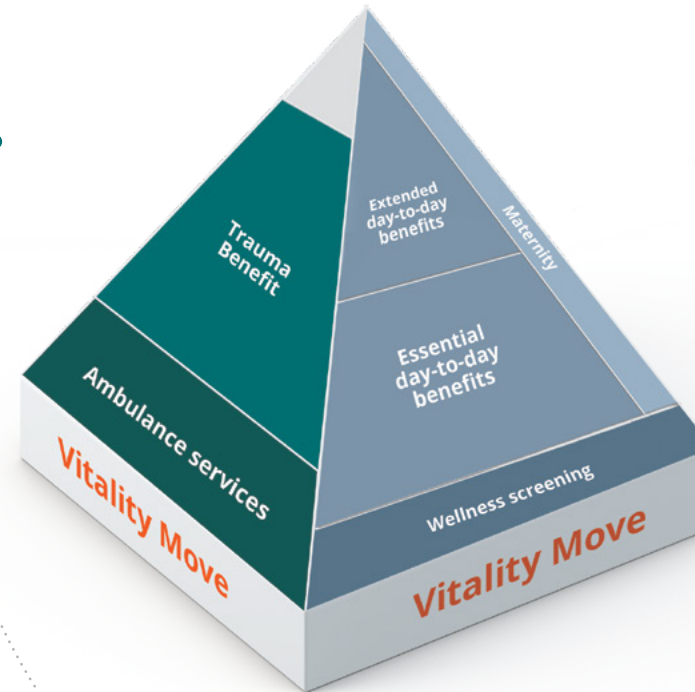 Trauma
Benefit
Ambulance services
Vitality Move
Extended
day-to-day
benefits
Maternity
Essential
day-to-day
benefits
Wellness screening
Vitality Move